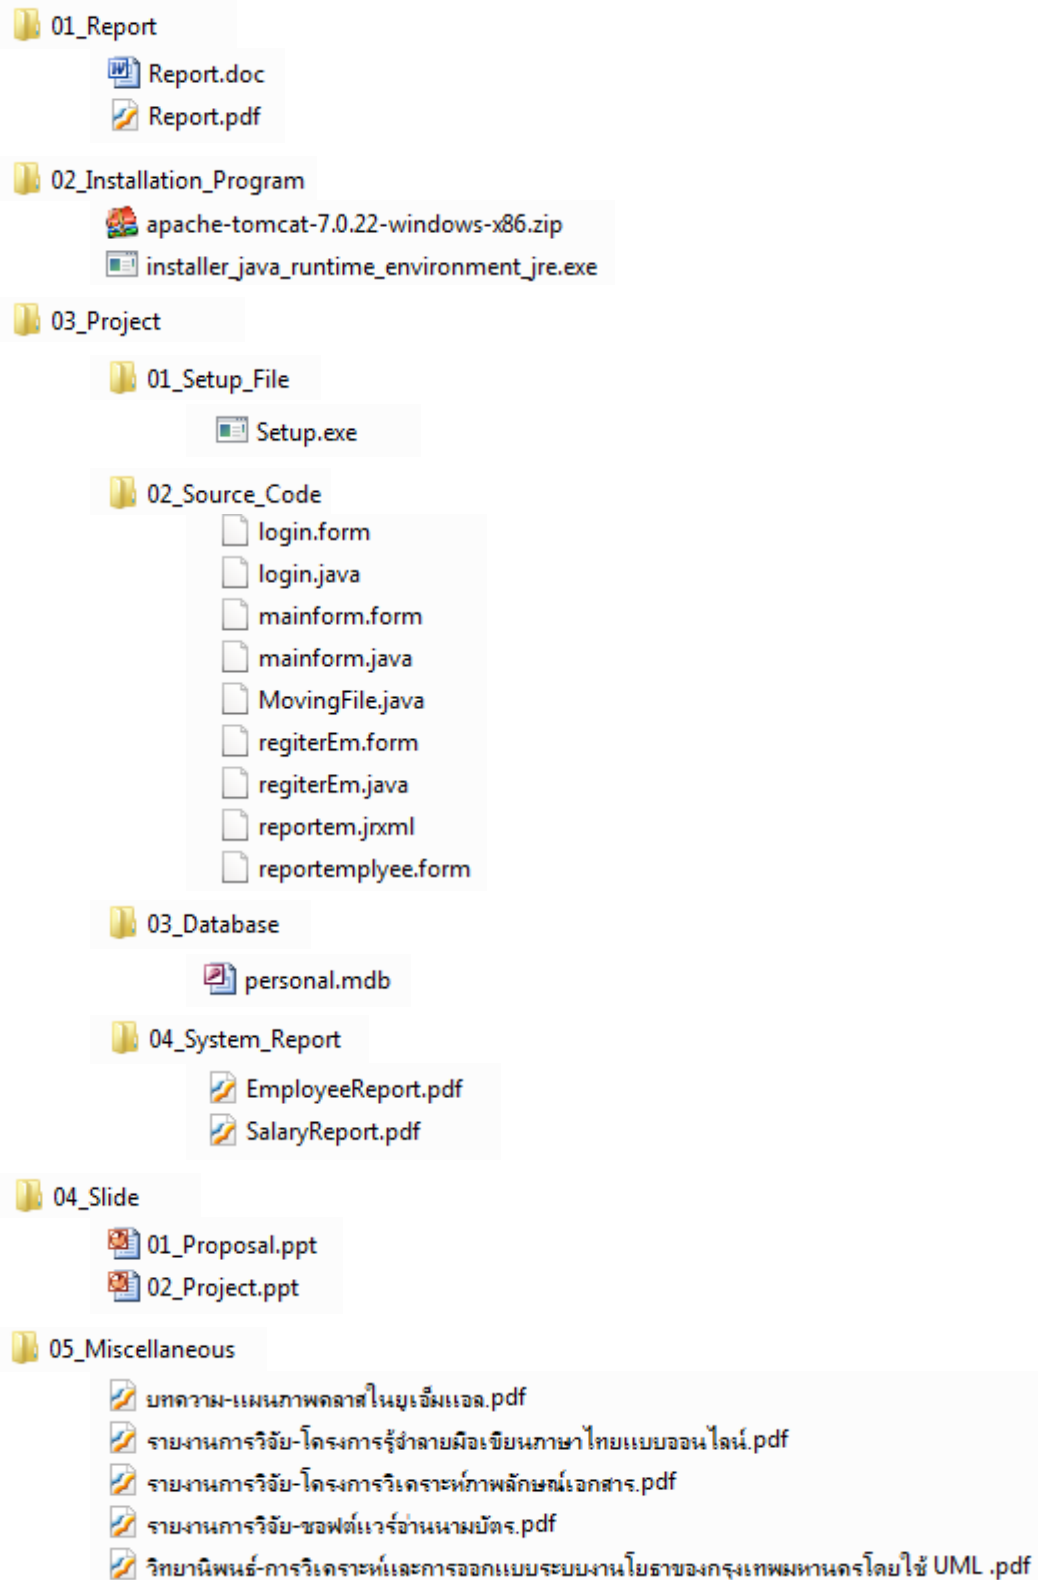 01_Report
Report.doc
Report.pdf
02_Installation_Program
apache-tomcat-7.0.22-windows-x86.zip
installer_java_runtime_environment_jre.exe
03_Project
01_Setup_File
Setup.exe
02_Source_Code
login.form
login.java
mainform.form
mainform.java
MovingFile.java
regiterEm.form
regiterEm.java
reportem.jrxml
reportemplyee.form
03_Database
personal.mdb
04_System_Report
EmployeeReport.pdf
SalaryReport.pdf
04_Slide
01_Proposal.ppt
02_Project.ppt
05_Miscellaneous
บทความ-แผนภาพคลาสในยูเอ็มแอล.pdf
รายงานการวิจัย-โครงการรู้จำลายมือเขียนภาษาไทยแบบออนไลน์.pdf
รายงานการวิจัย-โครงการวิเคราะห์ภาพลักษณ์เอกสาร.pdf
รายงานการวิจัย-ซอฟต์แวร์อ่านนามบัตร.pdf
วิทยานิพนธ์-การวิเคราะห์และการออกแบบระบบงานโยธาของกรุงเทพมหานครโดยใช้ UML .pdf